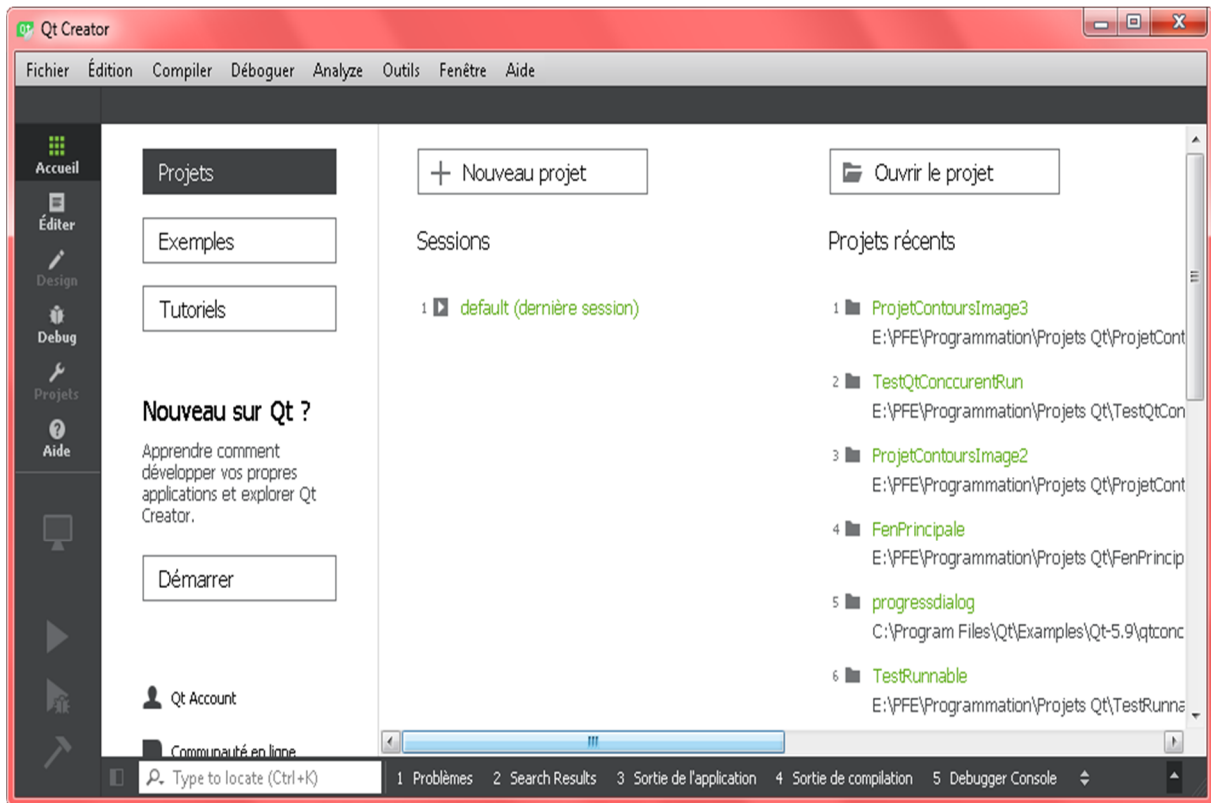 Qt Creator
Fichier Édition Compiler Déboguer Analyze Outils Fenêtre Aide
Accueil
Éditer
Design
Debug
Projets
Aide
Projets
Exemples
Tutoriels
Nouveau sur Qt ?
Apprendre comment
développer vos propres
applications et explorer Qt
Creator.
Démarrer
Qt Account
Communauté en ligne
+ Nouveau projet
Sessions
1 default (dernière session)
Ouvrir le projet
Projets récents
1 ProjetContoursImage3
E:\PFE\Programmation\Projets Qt\ProjetCont
2 TestQtConccurentRun
E:\PFE\Programmation\Projets Qt\TestQtCon
3 ProjetContoursImage2
E:\PFE\Programmation\Projets Qt\ProjetCont
4 FenPrincipale
E:\PFE\Programmation\Projets Qt\FenPrincip
5 progressdialog
C:\Program Files\Qt\Examples\Qt-5.9\qtconc
6 TestRunnable
E:\PFE\Programmation\Projets Qt\TestRunna
Type to locate (Ctrl+K)
1 Problèmes 2 Search Results 3 Sortie de l'application 4 Sortie de compilation 5 Debugger Console